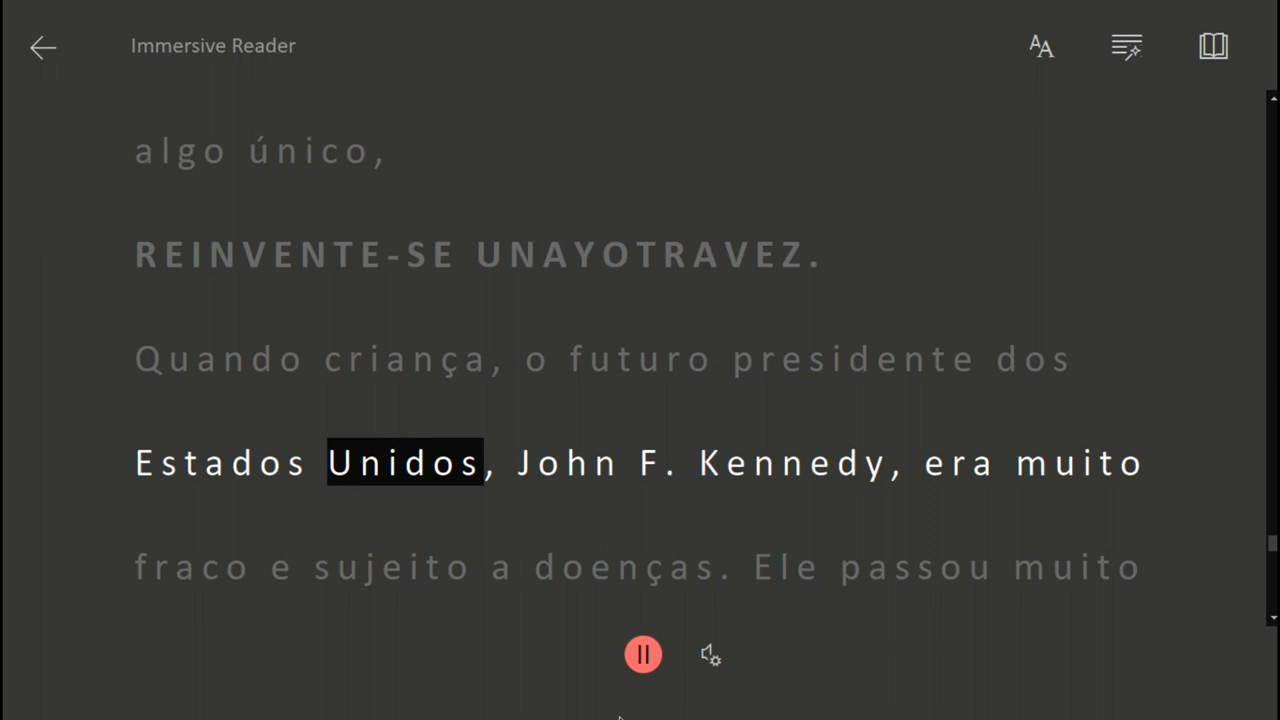 Immersive Reader
algo único,
REINVENTE-SE UNAYOTRAVEZ.
Quando criança, o futuro presidente dos
Estados Unidos, John F. Kennedy, era muito
fraco e sujeito a doenças. Ele passou muito